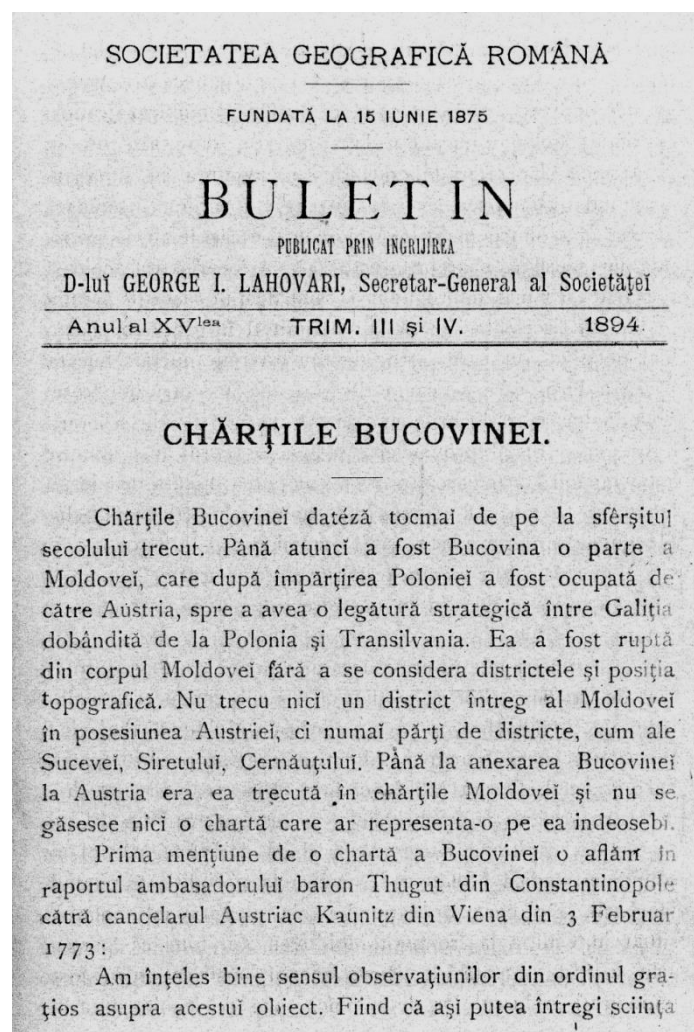 SOCIETATEA GEOGRAFICĂ ROMÂNĂ
FUNDATĂ LA 15 IUNIE 1875
BULETIN
PUBLICAT PRIN INGRIJIREA
D-luĭ GEORGE I. LAHOVARI, Secretar-General al Societăţeĭ
Anul al XVlea TRIM. III şi IV. 1894.
CHĂRŢILE BUCOVINEI.
Chărţile Bucovineĭ datéză tocmai de pe la sfêrşituļ
secolului trecut. Până atuncĭ a fost Bucovina o parte a
Moldoveĭ, care după împărţirea Poloniei a fost ocupată de
către Austria, spre a avea o legătură strategică între Galiţia
dobândită de la Polonia şi Transilvania. Ea a fost ruptă
din corpul Moldoveĭ fără a se considera districtele şi posiţia
topografică. Nu trecu nicĭ un district întreg al Moldoveĭ
în posesiunea Austrieĭ, ci numaĭ părţi de districte, cum ale
Suceveĭ, Siretuluĭ, Cernăuţuluĭ. Până la anexarea Bucovineĭ
la Austria era ea trecută în chărţile Moldoveĭ şi nu se
găsesce nicĭ o chartă care ar representa-o pe ea indeosebi.
Prima menţiune de o chartă a Bucovineĭ o aflăm in
raportul ambasadoruluĭ baron Thugut din Constantinopole
cătră cancelarul Austriac Kaunitz din Viena din 3 Februar
1773:
Am înţeles bine sensul observaţiunilor din ordinul gra-
ţios asupra acestuĭ obiect. Fiind că aşi putea întregi sciinţa